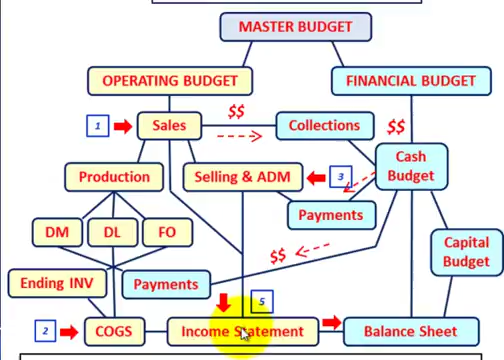 MASTER BUDGET
OPERATING BUDGET
FINANCIAL BUDGET
$$
1
Sales
Collections
$$
Cash
Budget
Production
Selling & ADM
3
Payments
DM
DL
FO
$$
Capital
Budget
Ending INV
Payments
5
2
COGS
Income Statement
Balance Sheet